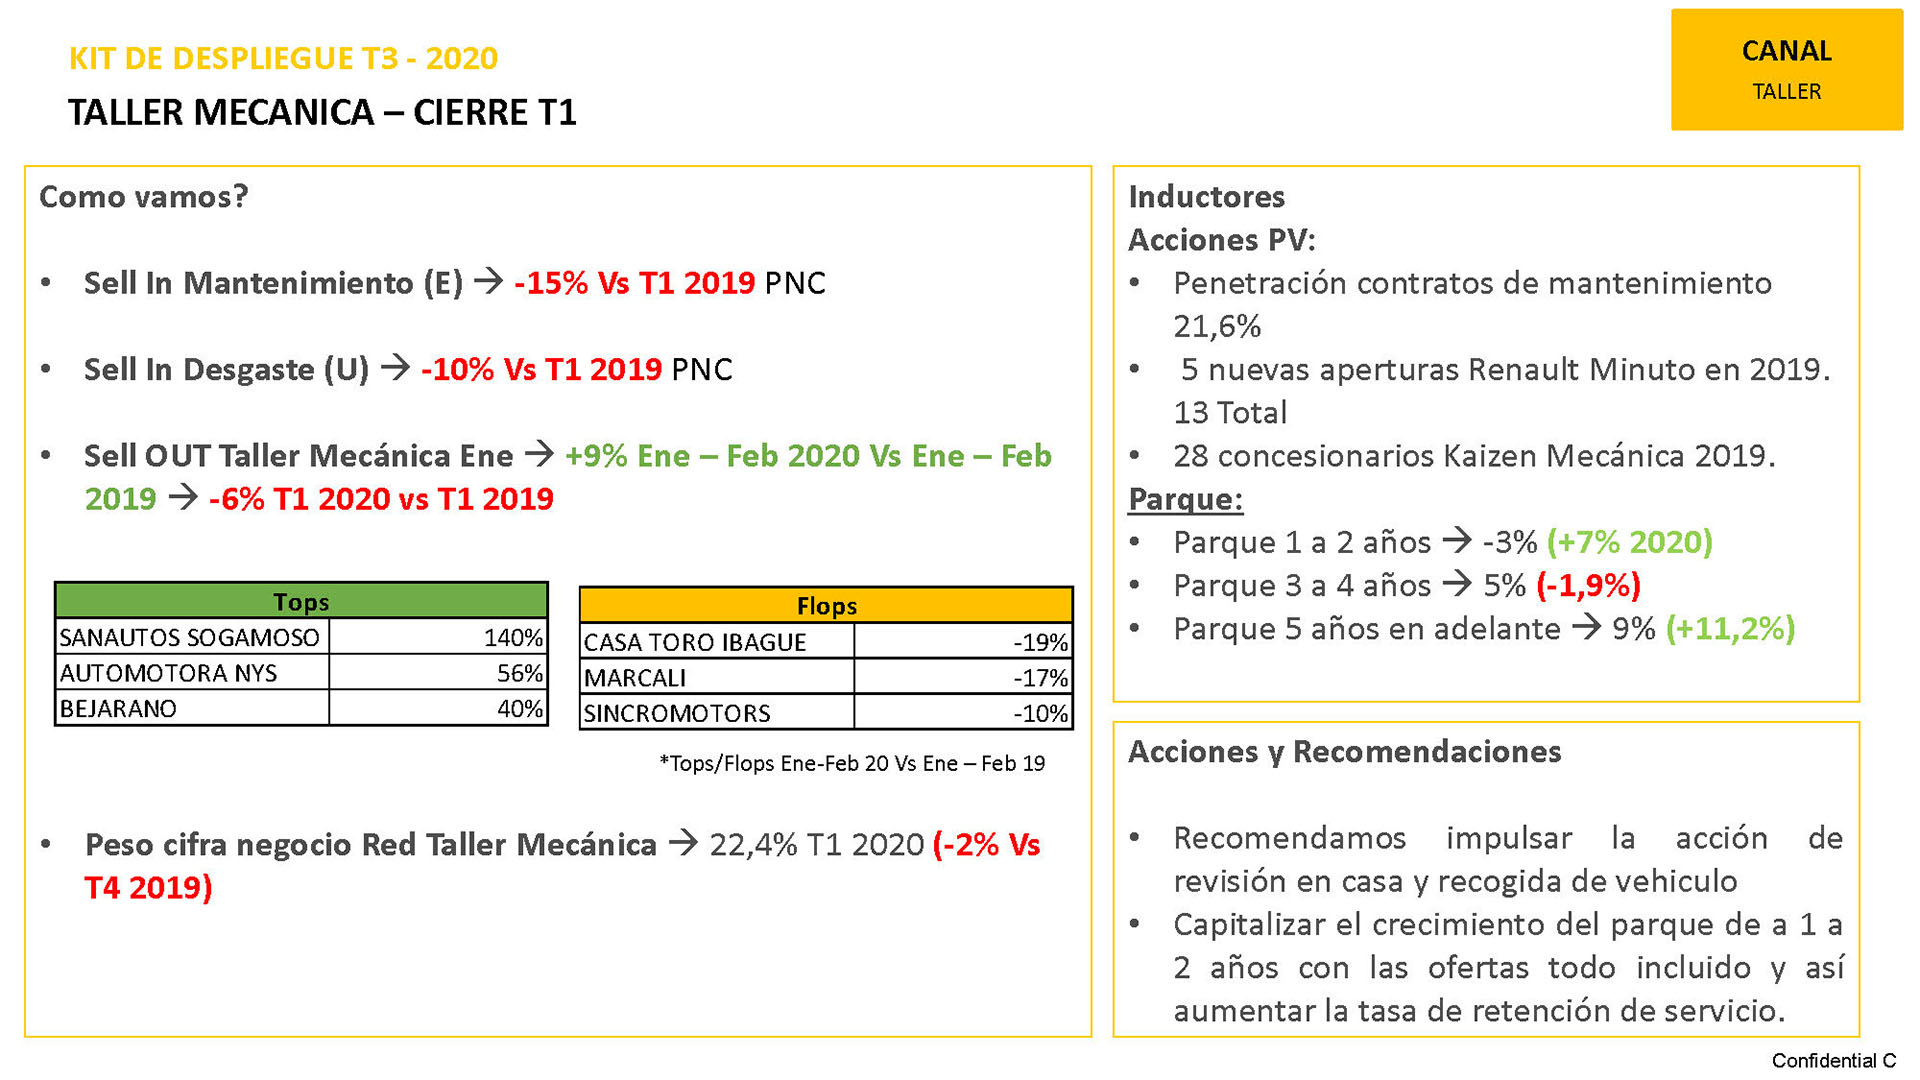 KIT DE DESPLIEGUE T3 - 2020
TALLER MECANICA – CIERRE T1
CANAL
TALLER
Como vamos?
• Sell In Mantenimiento (E) → -15% Vs T1 2019 PNC
• Sell In Desgaste (U) → -10% Vs T1 2019 PNC
• Sell OUT Taller Mecánica Ene → +9% Ene – Feb 2020 Vs Ene – Feb
2019 → -6% T1 2020 vs T1 2019
Tops
SANAUTOS SOGAMOSO 140%
AUTOMOTORA NYS 56%
BEJARANO 40%
Flops
CASA TORO IBAGUE -19%
MARCALI -17%
SINCROMOTORS -10%
*Tops/Flops Ene-Feb 20 Vs Ene – Feb 19
• Peso cifra negocio Red Taller Mecánica → 22,4% T1 2020 (-2% Vs
T4 2019)
Inductores
Acciones PV:
• Penetración contratos de mantenimiento
21,6%
• 5 nuevas aperturas Renault Minuto en 2019.
13 Total
• 28 concesionarios Kaizen Mecánica 2019.
Parque:
• Parque 1 a 2 años → -3% (+7% 2020)
• Parque 3 a 4 años → 5% (-1,9%)
• Parque 5 años en adelante → 9% (+11,2%)
Acciones y Recomendaciones
• Recomendamos impulsar la acción de
revisión en casa y recogida de vehiculo
• Capitalizar el crecimiento del parque de a 1 a
2 años con las ofertas todo incluido y así
aumentar la tasa de retención de servicio.
Confidential C